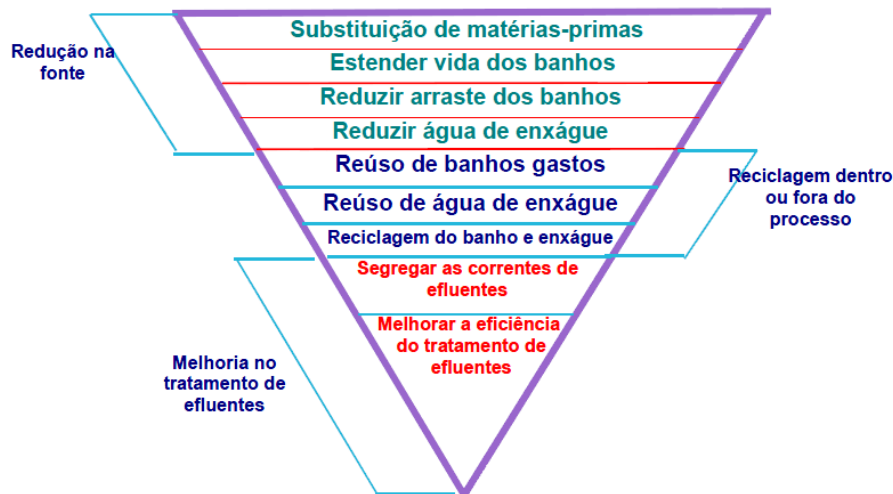 Redução na
fonte
Substituição de matérias-primas
Estender vida dos banhos
Reduzir arraste dos banhos
Reduzir água de enxágue
Reúso de banhos gastos
Reúso de água de enxágue
Reciclagem do banho e enxágue
Reciclagem dentro
ou fora do
processo
Segregar as correntes de
efluentes
Melhorar a eficiência
do tratamento de
efluentes
Melhoria no
tratamento de
efluentes